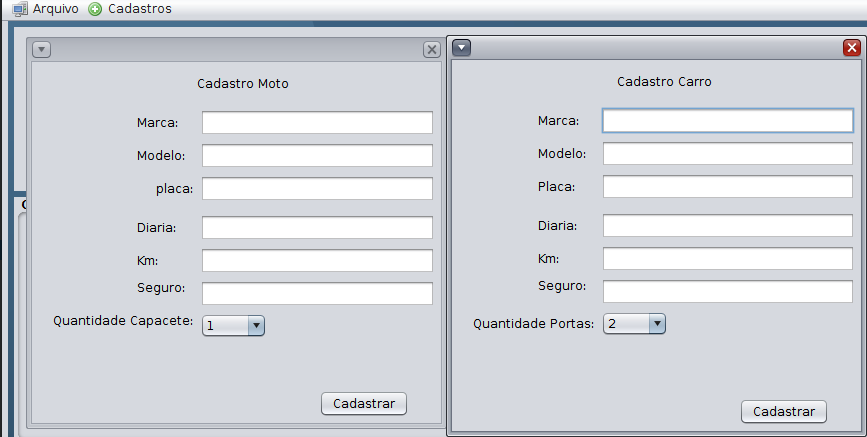 Arquivo Cadastros
Cadastro Moto
Marca:
Modelo:
placa:
Diaria:
Km:
Seguro:
Quantidade Capacete: 1
Cadastrar
Cadastro Carro
Marca:
Modelo:
Placa:
Diaria:
Km:
Seguro:
Quantidade Portas: 2
Cadastrar